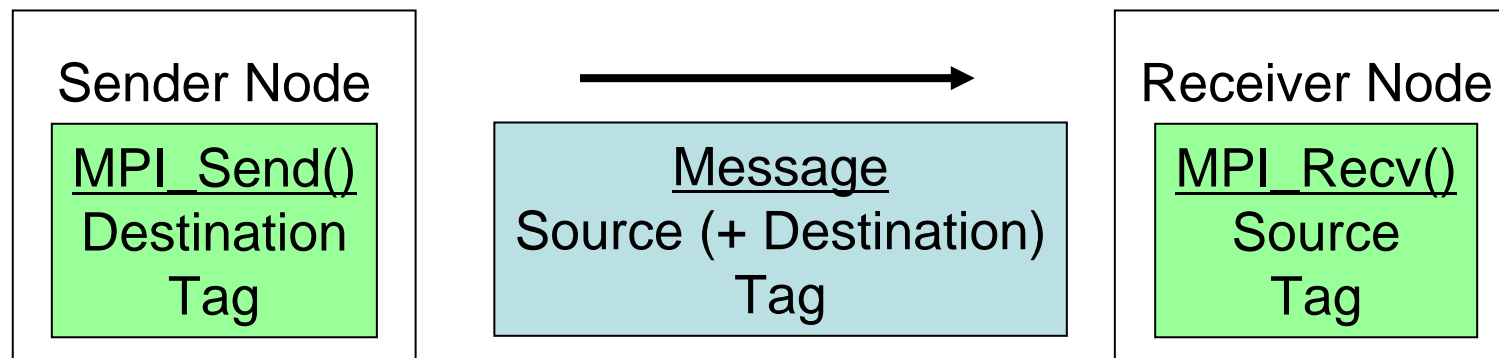 Sender Node
MPI_Send()
Destination
Tag
Message
Source (+ Destination)
Tag
Receiver Node
MPI_Recv()
Source
Tag